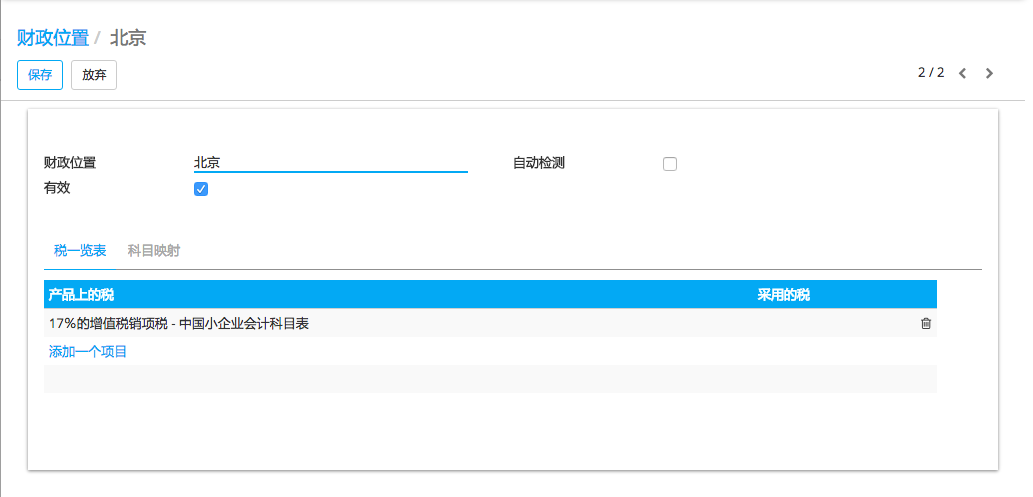 财政位置 / 北京
保存 放弃 2 / 2
财政位置 北京 自动检测
有效
税一览表 科目映射
产品上的税 采用的税
17%的增值税销项税 - 中国小企业会计科目表
添加一个项目